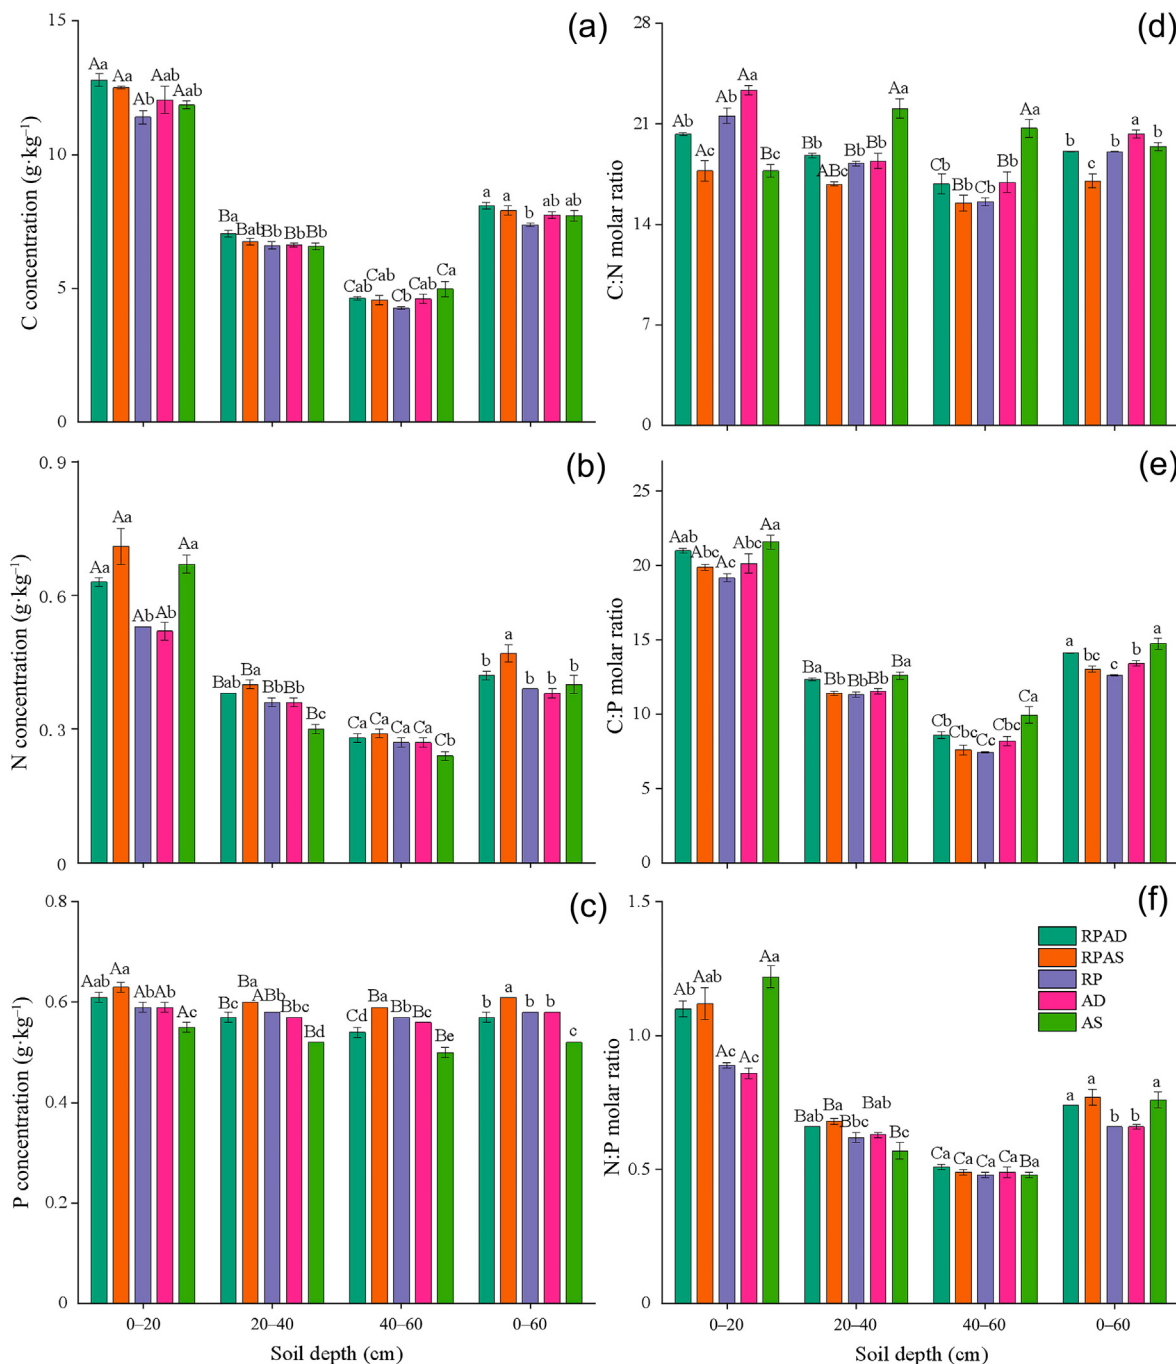 (a)
C concentration (g·kg⁻¹)
15
10
5
0
Aa Aa Ab Aab Aab
Ba Bab Bb Bb Bb
Cab Cab Cb Cab Ca
a a b ab ab
(d)
C:N molar ratio
28
21
14
7
0
Ab Ac Ab Aa Bc
Bb ABc Bb Bb Aa
Cb Bb Cb Bb Aa
b c b a b
(b)
N concentration (g·kg⁻¹)
0.9
0.6
0.3
0
Aa Aa Ab Ab Aa
Bab Ba Bb Bb Bc
Ca Ca Ca Ca Cb
b a b b b
(e)
C:P molar ratio
25
20
15
10
5
0
Aab Abc Ac Abc Aa
Ba Bb Bb Bb Ba
Cb Cbc Cc Cbc Ca
a bc c b a
(c)
P concentration (g·kg⁻¹)
0.8
0.6
0.4
0.2
0
Aab Aa Ab Ab Ac
Bc Ba ABb Bbc Bd
Cd Ba Bb Bc Be
b a b b c
0–20 20–40 40–60 0–60
Soil depth (cm)
(f)
N:P molar ratio
1.5
1.0
0.5
0
RPAD
RPAS
RP
AD
AS
Ab Aab Ac Ac Aa
Bab Ba Bbc Bab Bc
Ca Ca Ca Ca Ba
a a b b a
0–20 20–40 40–60 0–60
Soil depth (cm)